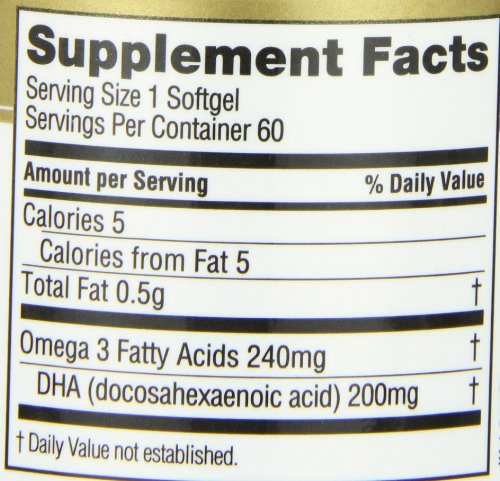 Supplement Facts
Serving Size 1 Softgel
Servings Per Container 60
Amount per Serving % Daily Value
Calories 5
Calories from Fat 5
Total Fat 0.5g †
Omega 3 Fatty Acids 240mg †
DHA (docosahexaenoic acid) 200mg †
† Daily Value not established.